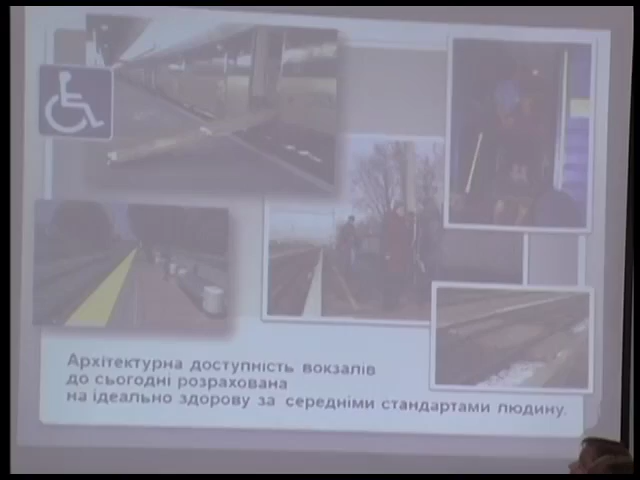 Архітектурна доступність вокзалів
до сьогодні розрахована
на ідеально здорову за середніми стандартами людину.